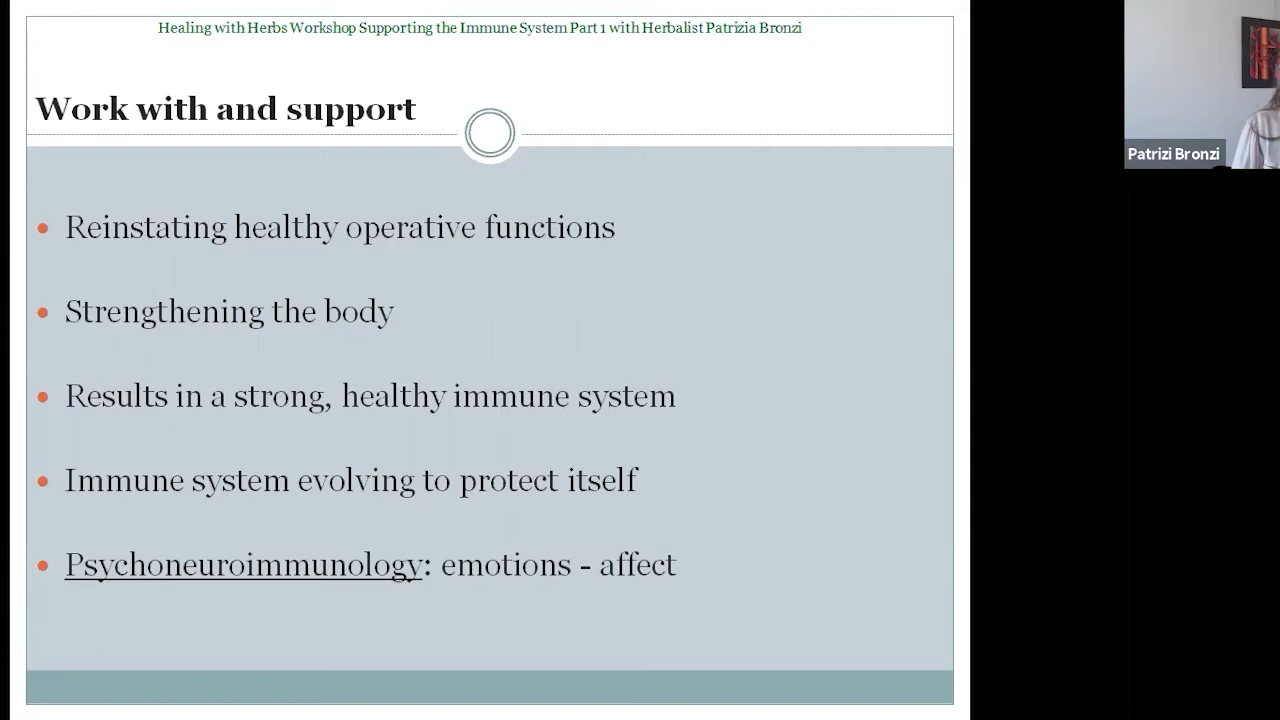 Healing with Herbs Workshop Supporting the Immune System Part 1 with Herbalist Patrizia Bronzi
Work with and support
Reinstating healthy operative functions
Strengthening the body
Results in a strong, healthy immune system
Immune system evolving to protect itself
Psychoneuroimmunology: emotions - affect
Patrizi Bronzi